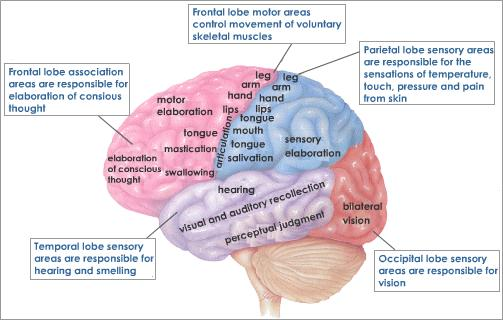 Frontal lobe motor areas
control movement of voluntary
skeletal muscles
Parietal lobe sensory areas
are responsible for the
sensations of temperature,
touch, pressure and pain
from skin
Frontal lobe association
areas are responsible for
elaboration of consious
thought
leg
arm
hand
lips
leg
arm
hand
lips
tongue
mouth
tongue
salivation
motor
elaboration
articulation
tongue
mastication
swallowing
elaboration
of conscious
thought
sensory
elaboration
hearing
visual and auditory recollection
perceptual judgment
bilateral
vision
Temporal lobe sensory
areas are responsible for
hearing and smelling
Occipital lobe sensory
areas are responsible for
vision